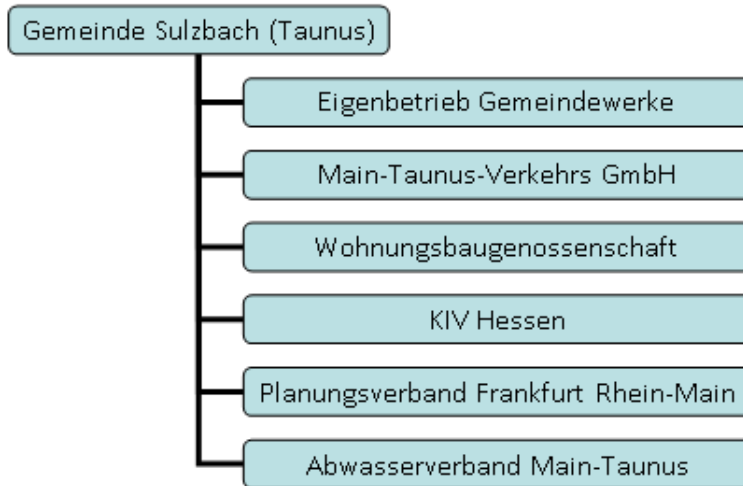 Gemeinde Sulzbach (Taunus)
Eigenbetrieb Gemeindewerke
Main-Taunus-Verkehrs GmbH
Wohnungsbaugenossenschaft
KIV Hessen
Planungsverband Frankfurt Rhein-Main
Abwasserverband Main-Taunus